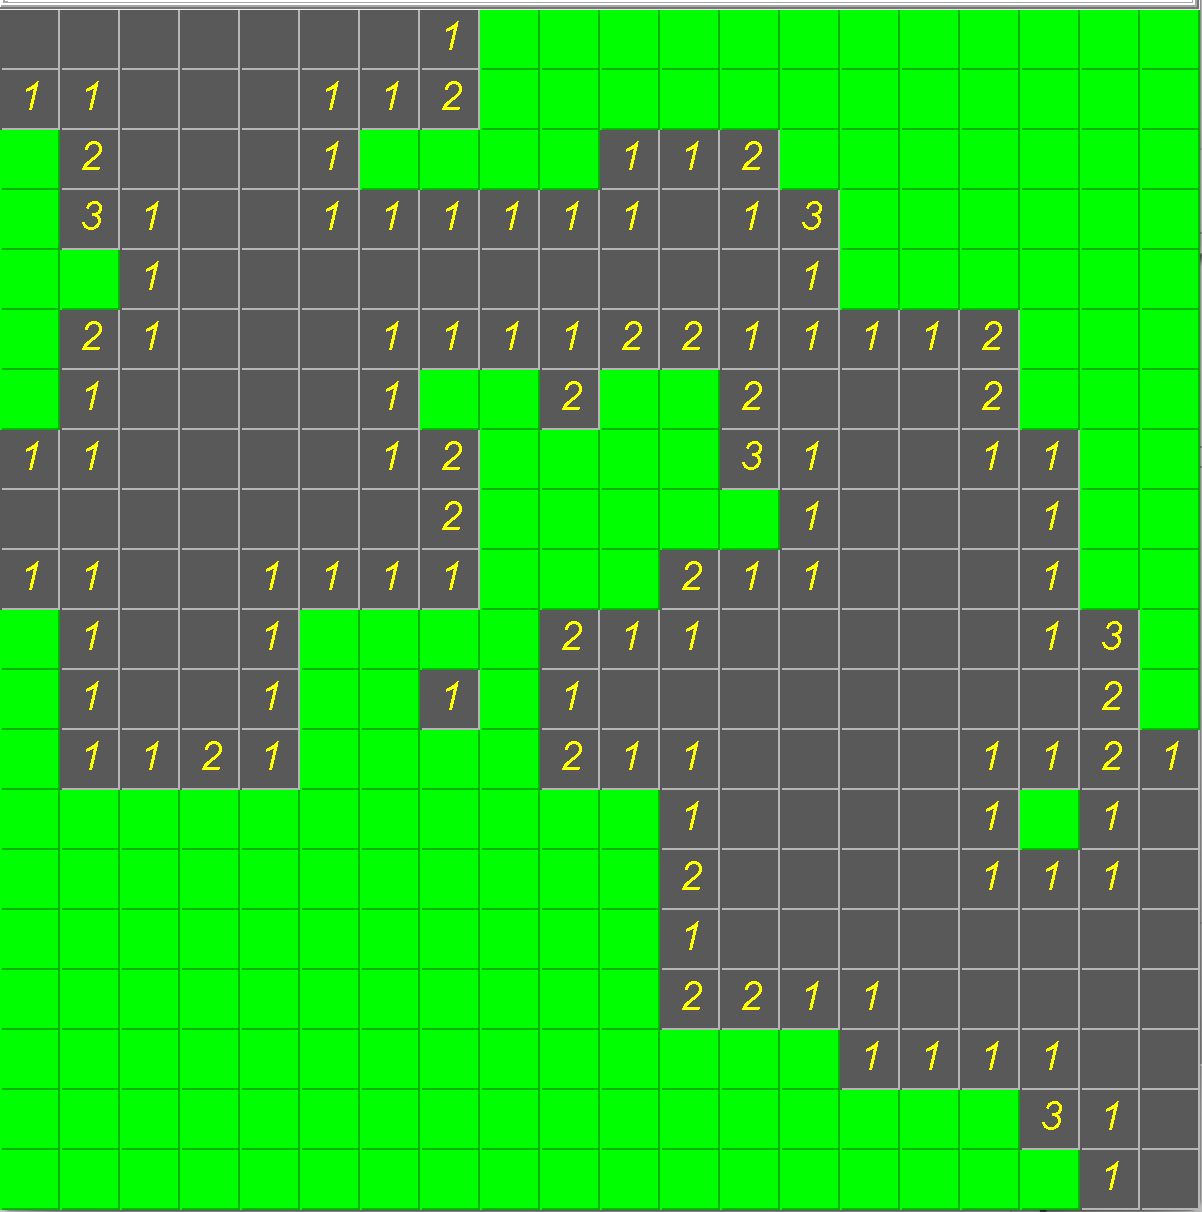 1
1 1 1 1 2
2 1 1 1 2
3 1 1 1 1 1 1 1 1 3
1 1
2 1 1 1 1 1 2 2 1 1 1 1 2
1 1 2 2 2
1 1 1 2 3 1 1 1
2 1 1
1 1 1 1 1 1 2 1 1 1
1 1 2 1 1 1 3
1 1 1 1 2
1 1 2 1 2 1 1 1 1 2 1
1 1 1
2 1 1 1
1
2 2 1 1
1 1 1 1
3 1
1